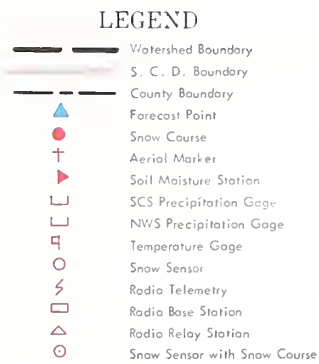 LEGEND
Watershed Boundary
S. C. D. Boundary
County Boundary
Forecast Point
Snow Course
Aerial Marker
Soil Moisture Station
SCS Precipitation Gage
NWS Precipitation Gage
Temperature Gage
Snow Sensor
Radio Telemetry
Radio Base Station
Radio Relay Station
Snow Sensor with Snow Course